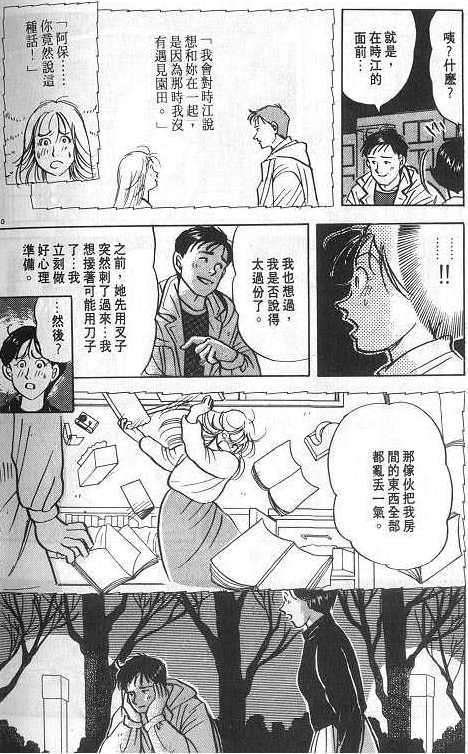 咦？什麽？
就是，
在時江的
面前…
「我會對時江說
想和妳在一起，
是因為那時我沒
有遇見園田。」
「阿保……
你竟然說這
種話！」
……!!
我也想過，
我是否說得
太過份了？
之前，她先用叉子
突然刺了過來…我
想接著可能用刀子
了…我
立刻做
好心理
準備。
…然後？
那傢伙把我房
間的東西全部
都亂丟一氣。